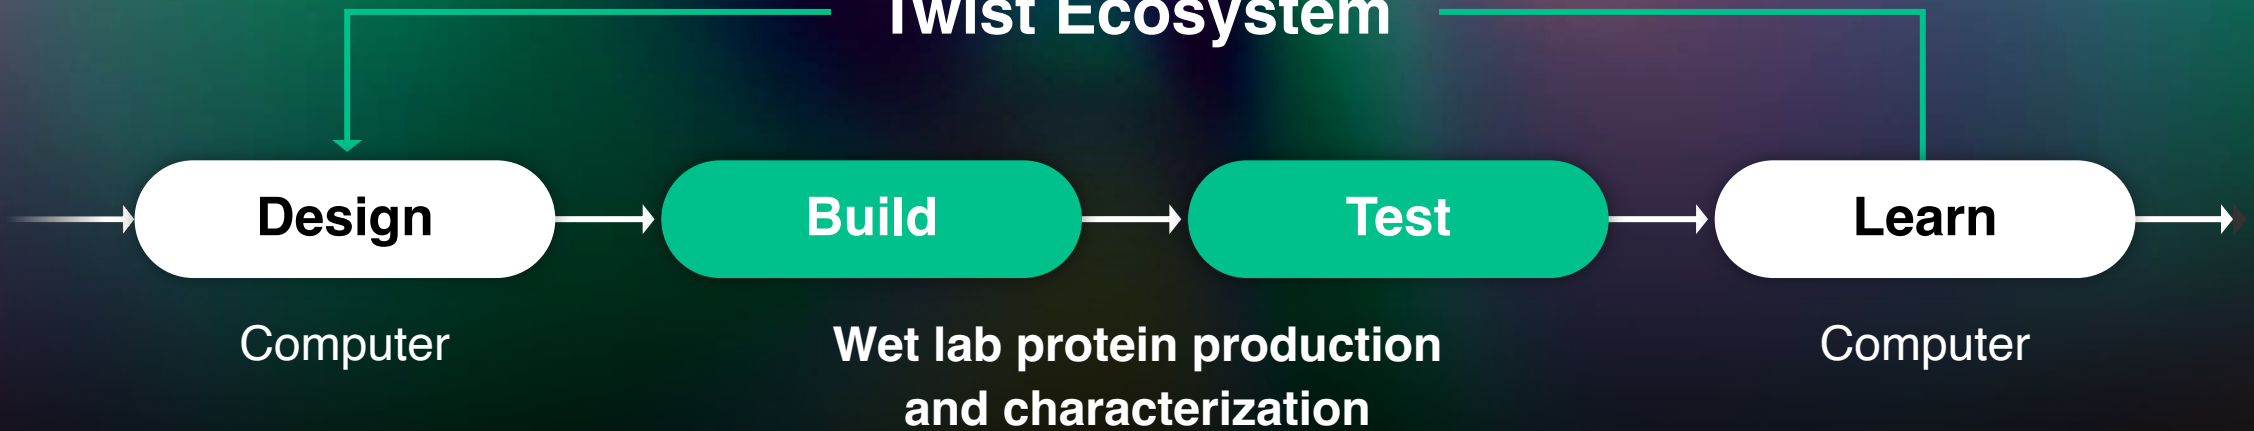 Twist Ecosystem
Design
Build
Test
Learn
Computer
Wet lab protein production
and characterization
Computer